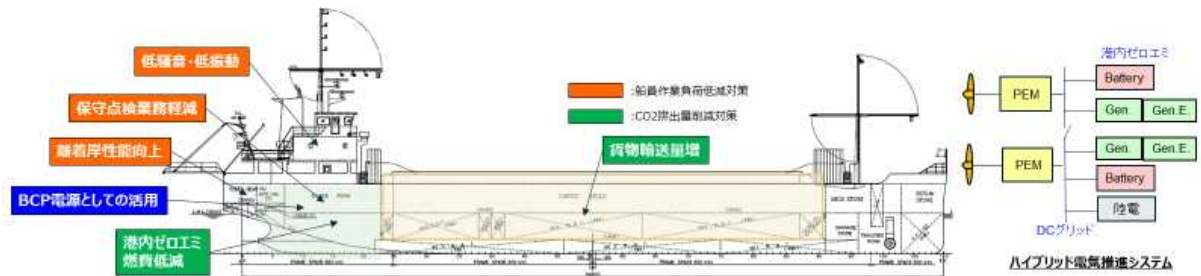 低騒音・低振動
保守点検業務軽減
離着岸性能向上
BCP電源としての活用
港内ゼロエミ
燃費低減
:船員作業負荷低減対策
:CO2排出量削減対策
貨物輸送量増
港内ゼロエミ
Battery
PEM
Gen.
Gen.E.
Gen.
Gen.E.
PEM
Battery
陸電
DCグリッド
ハイブリッド電気推進システム